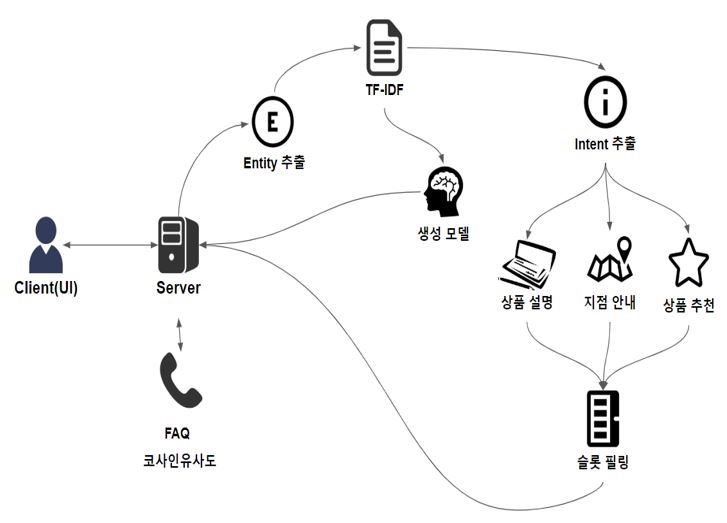 TF-IDF
E
Entity 추출
i
Intent 추출
생성 모델
Client(UI)
Server
상품 설명
지점 안내
상품 추천
FAQ
코사인유사도
슬롯 필링